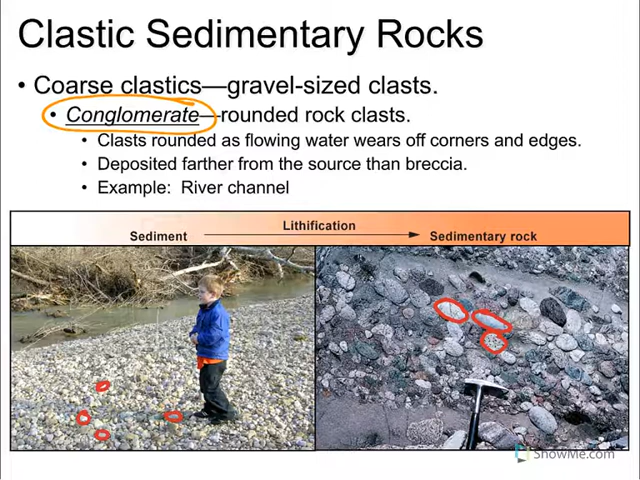 Clastic Sedimentary Rocks
• Coarse clastics—gravel-sized clasts.
• Conglomerate—rounded rock clasts.
• Clasts rounded as flowing water wears off corners and edges.
• Deposited farther from the source than breccia.
• Example: River channel
Lithification
Sediment
Sedimentary rock
ShowMe.com